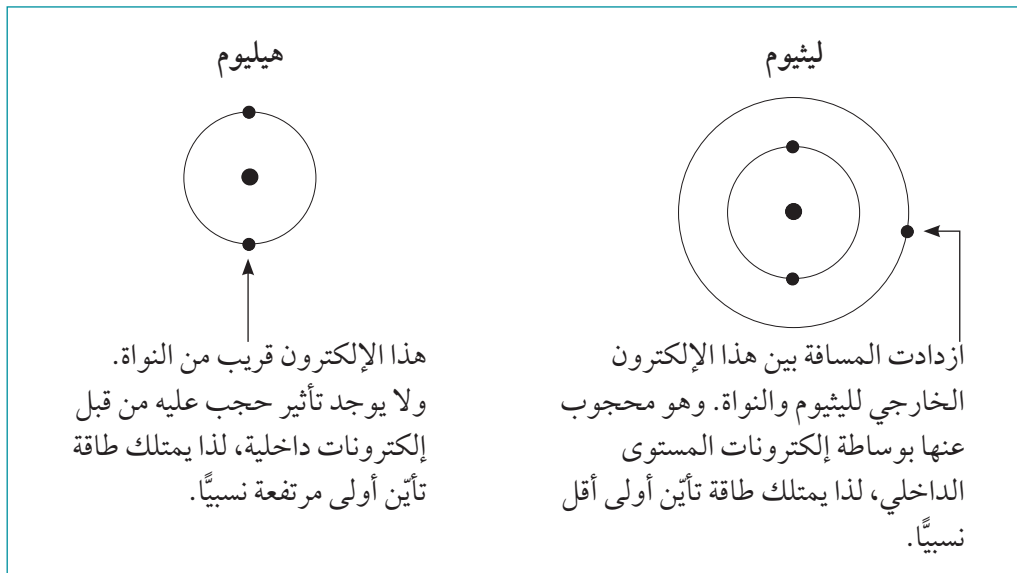 ليثيوم
ازدادت المسافة بين هذا الإلكترون
الخارجي لليثيوم والنواة. وهو محجوب
عنها بوساطة إلكترونات المستوى
الداخلي، لذا يمتلك طاقة تأيّن أولى أقل
نسبيًّا.
هيليوم
هذا الإلكترون قريب من النواة.
ولا يوجد تأثير حجب عليه من قبل
إلكترونات داخلية، لذا يمتلك طاقة
تأيّن أولى مرتفعة نسبيًّا.